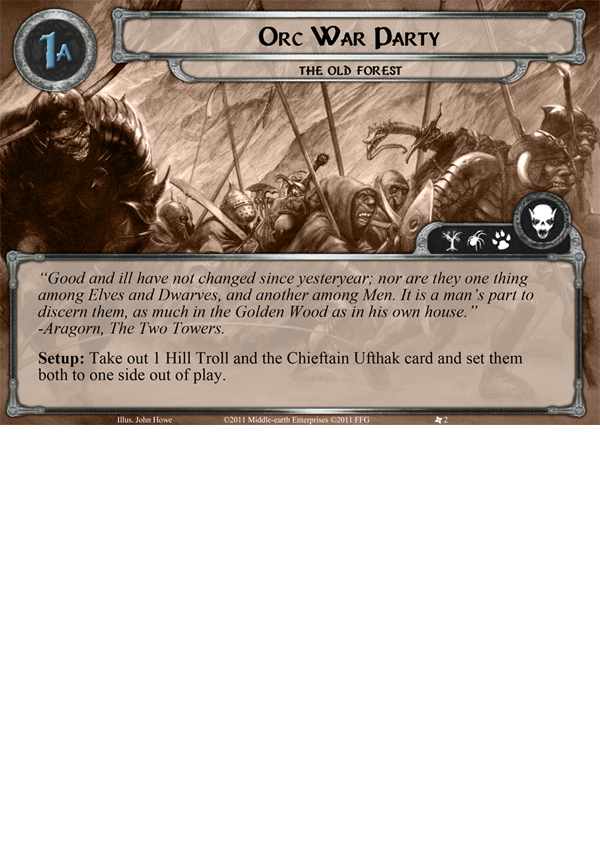 1A
ORC WAR PARTY
THE OLD FOREST
“Good and ill have not changed since yesteryear; nor are they one thing
among Elves and Dwarves, and another among Men. It is a man’s part to
discern them, as much in the Golden Wood as in his own house.”
-Aragorn, The Two Towers.
Setup: Take out 1 Hill Troll and the Chieftain Ufthak card and set them
both to one side out of play.
Illus. John Howe ©2011 Middle-earth Enterprises ©2011 FFG 2